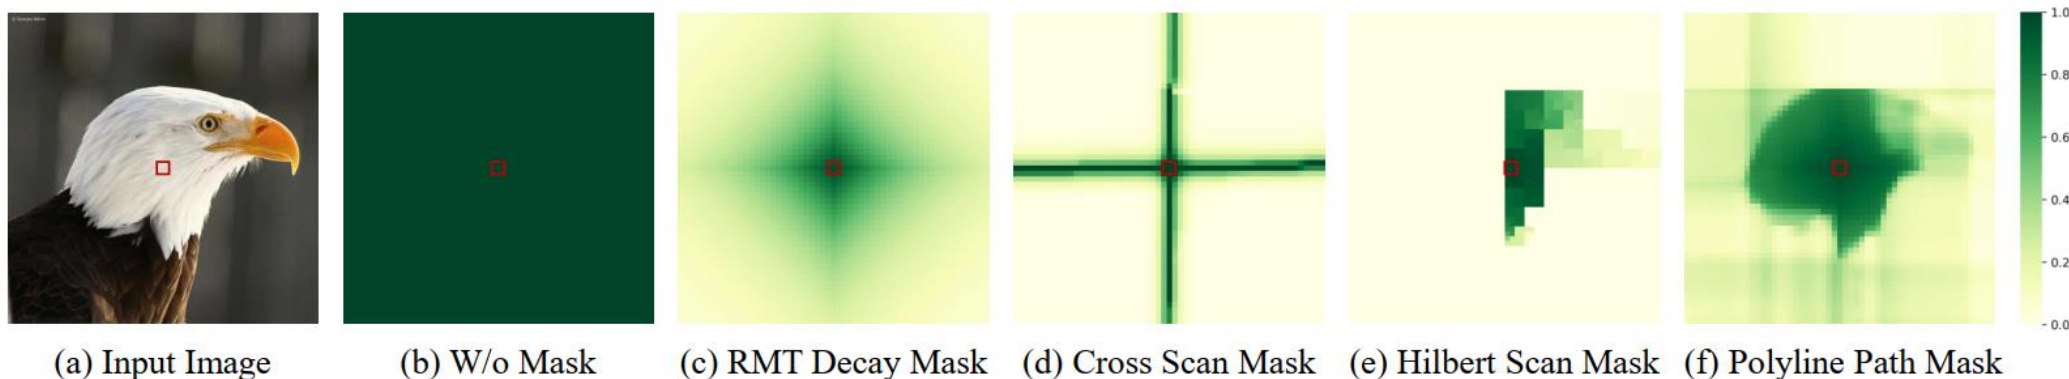 1.0
0.8
0.6
0.4
0.2
0.0
(a) Input Image
(b) W/o Mask
(c) RMT Decay Mask
(d) Cross Scan Mask
(e) Hilbert Scan Mask
(f) Polyline Path Mask